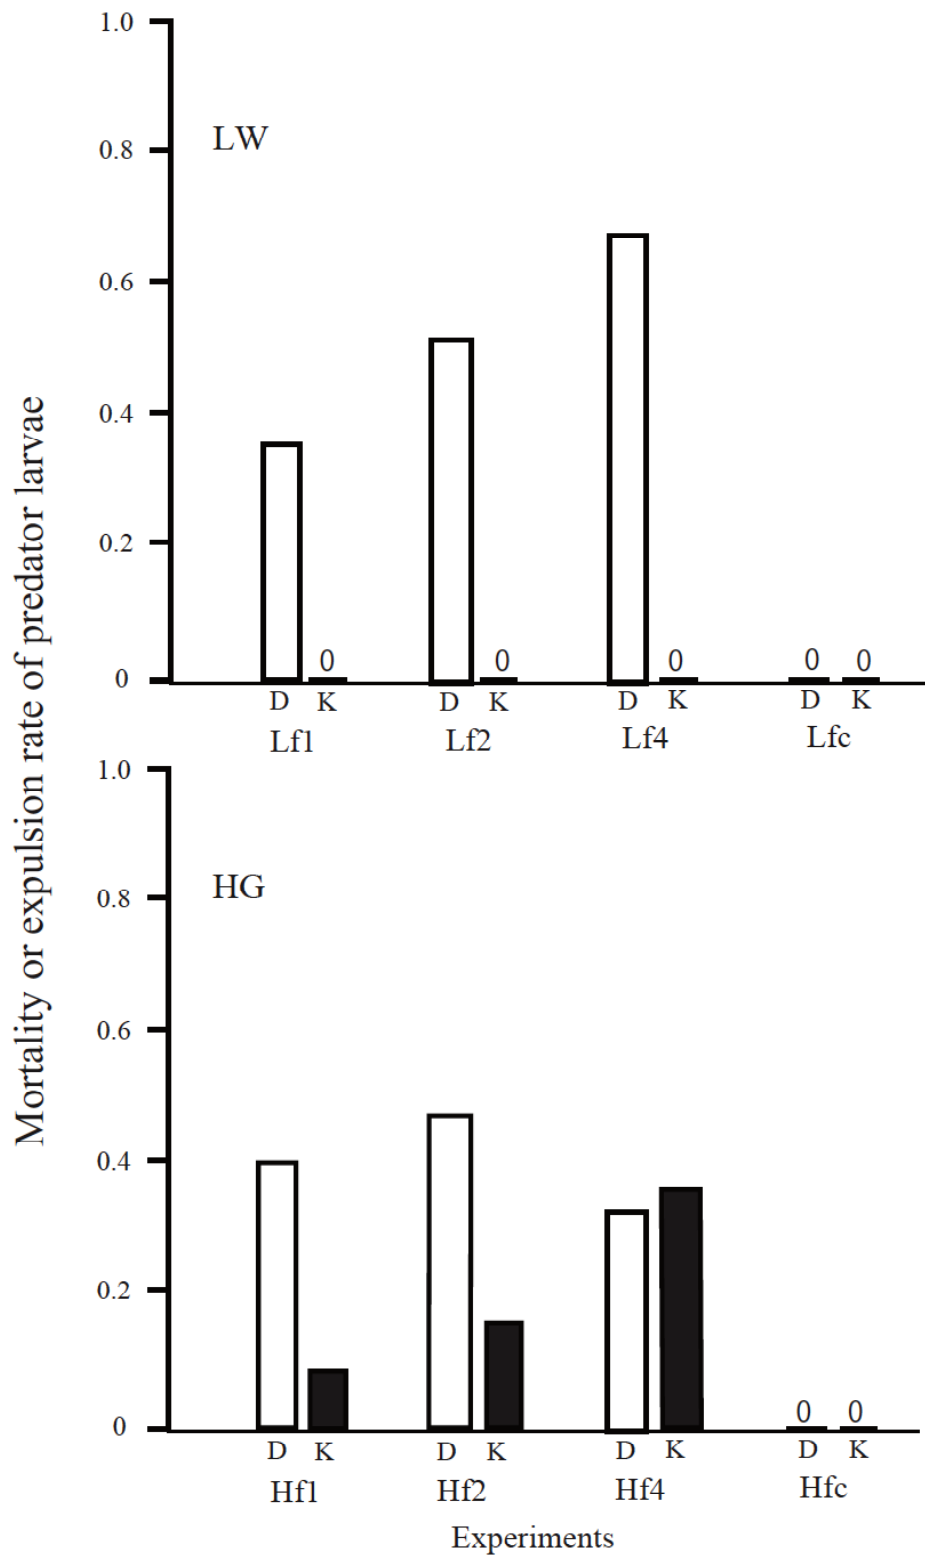 Mortality or expulsion rate of predator larvae
1.0
LW
0.8
0.6
0.4
0.2
0 0 0 0 0
0
D K D K D K D K
Lf1 Lf2 Lf4 Lfc
1.0
HG
0.8
0.6
0.4
0.2
0 0
0
D K D K D K D K
Hf1 Hf2 Hf4 Hfc
Experiments